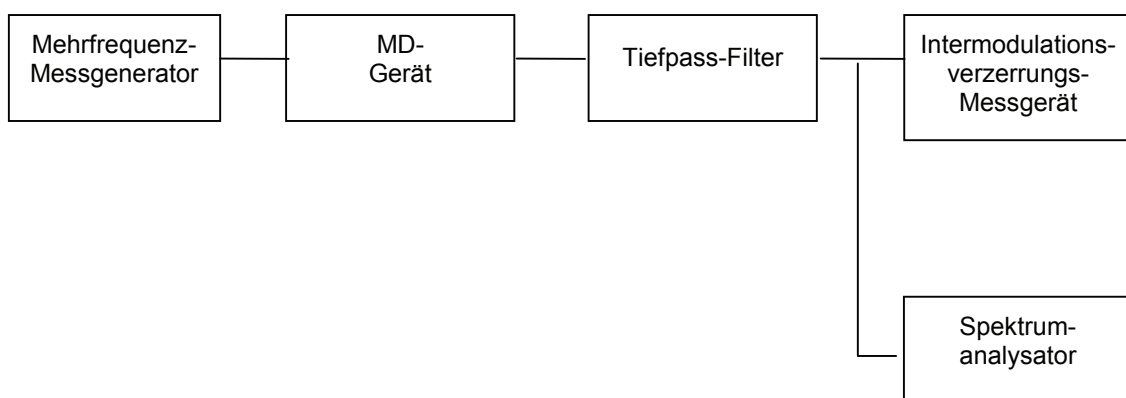 Mehrfrequenz-
Messgenerator
MD-
Gerät
Tiefpass-Filter
Intermodulations-
verzerrungs-
Messgerät
Spektrum-
analysator